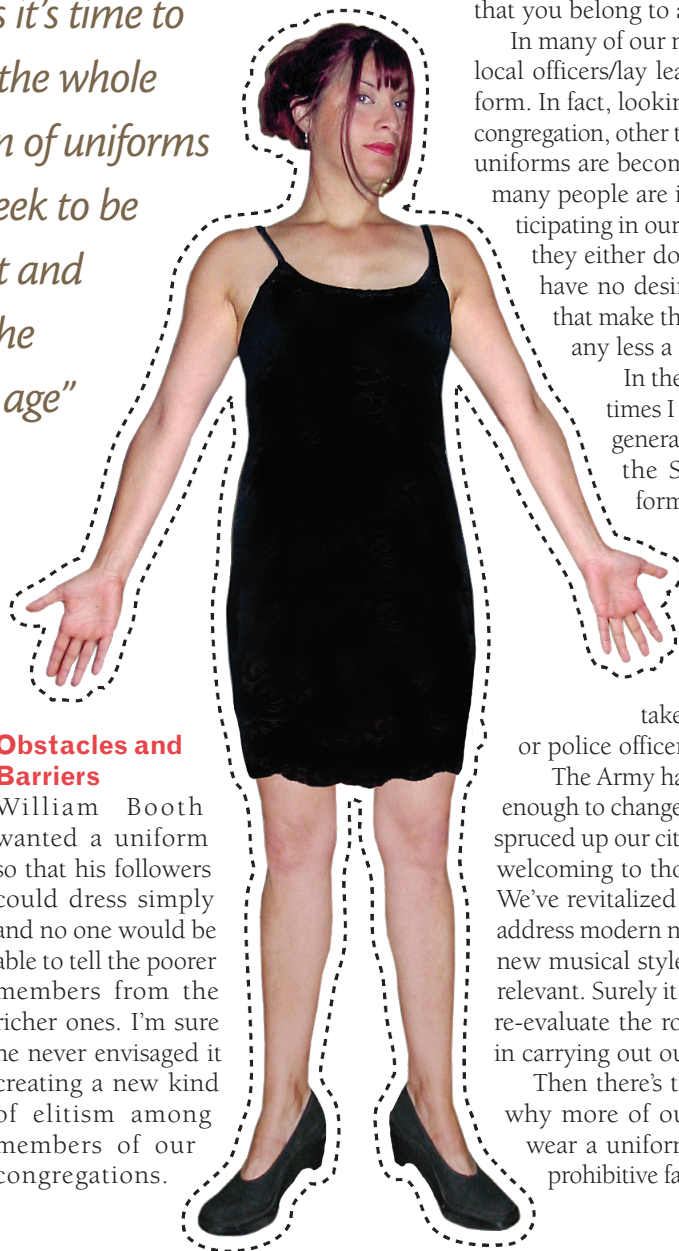 s it's time to
the whole
n of uniforms
eek to be
t and
he
age”
Obstacles and
Barriers
William Booth
wanted a uniform
so that his followers
could dress simply
and no one would be
able to tell the poorer
members from the
richer ones. I'm sure
he never envisaged it
creating a new kind
of elitism among
members of our
congregations.
that you belong to a
In many of our m
local officers/lay lea
form. In fact, lookin
congregation, other t
uniforms are becom
many people are i
ticipating in our
they either do
have no desir
that make th
any less a
In the
times I
genera
the S
form
take
or police officer
The Army ha
enough to change
spruced up our cit
welcoming to tho
We've revitalized
address modern n
new musical style
relevant. Surely it
re-evaluate the ro
in carrying out ou
Then there's th
why more of ou
wear a uniform
prohibitive fa